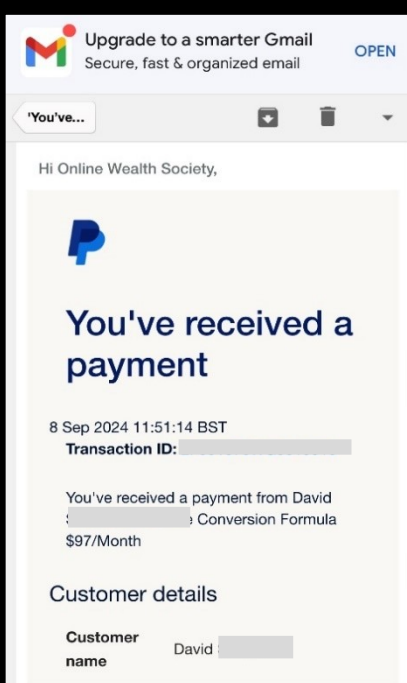 Upgrade to a smarter Gmail
Secure, fast & organized email
OPEN
'You've...
Hi Online Wealth Society,
You've received a
payment
8 Sep 2024 11:51:14 BST
Transaction ID:
You've received a payment from David
Conversion Formula
$97/Month
Customer details
Customer
name
David